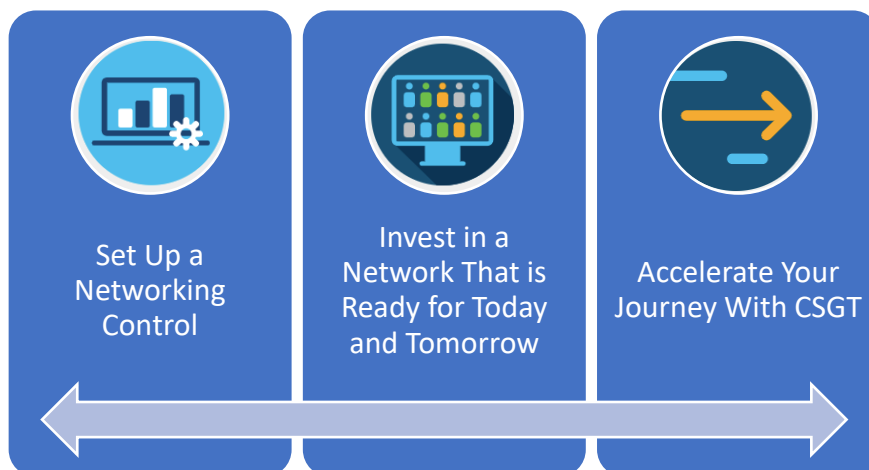 Set Up a
Networking
Control
Invest in a
Network That is
Ready for Today
and Tomorrow
Accelerate Your
Journey With CSGT